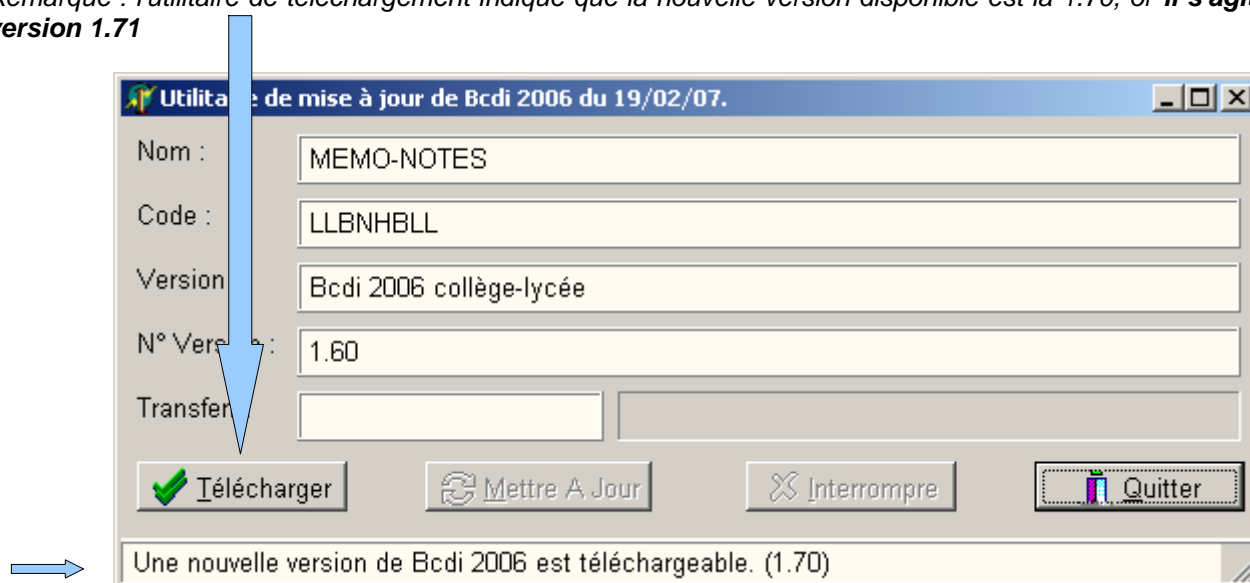 Remarque : l'utilitaire de téléchargement indique que la nouvelle version disponible est la 1.70, or il s'agit
version 1.71
Utilitaire de mise à jour de Bcdi 2006 du 19/02/07.
Nom :
MEMO-NOTES
Code :
LLBNHBLL
Version
Bcdi 2006 collège-lycée
N° Version :
1.60
Transfert
Télécharger
Mettre A Jour
Interrompre
Quitter
Une nouvelle version de Bcdi 2006 est téléchargeable. (1.70)